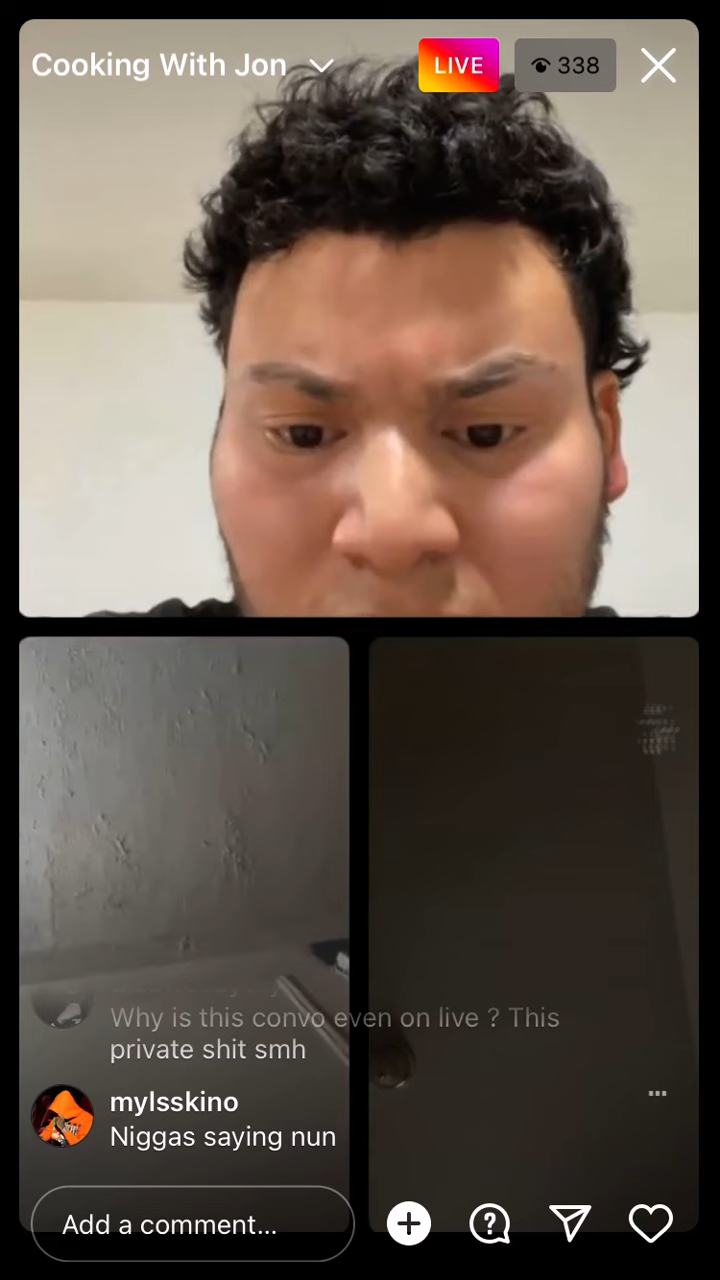 Cooking With Jon
LIVE
338
Why is this convo even on live ? This
private shit smh
mylsskino
Niggas saying nun
Add a comment...